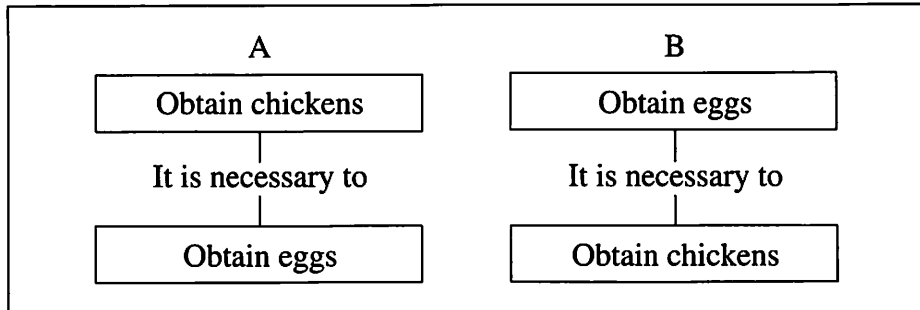 A
Obtain chickens
It is necessary to
Obtain eggs
B
Obtain eggs
It is necessary to
Obtain chickens